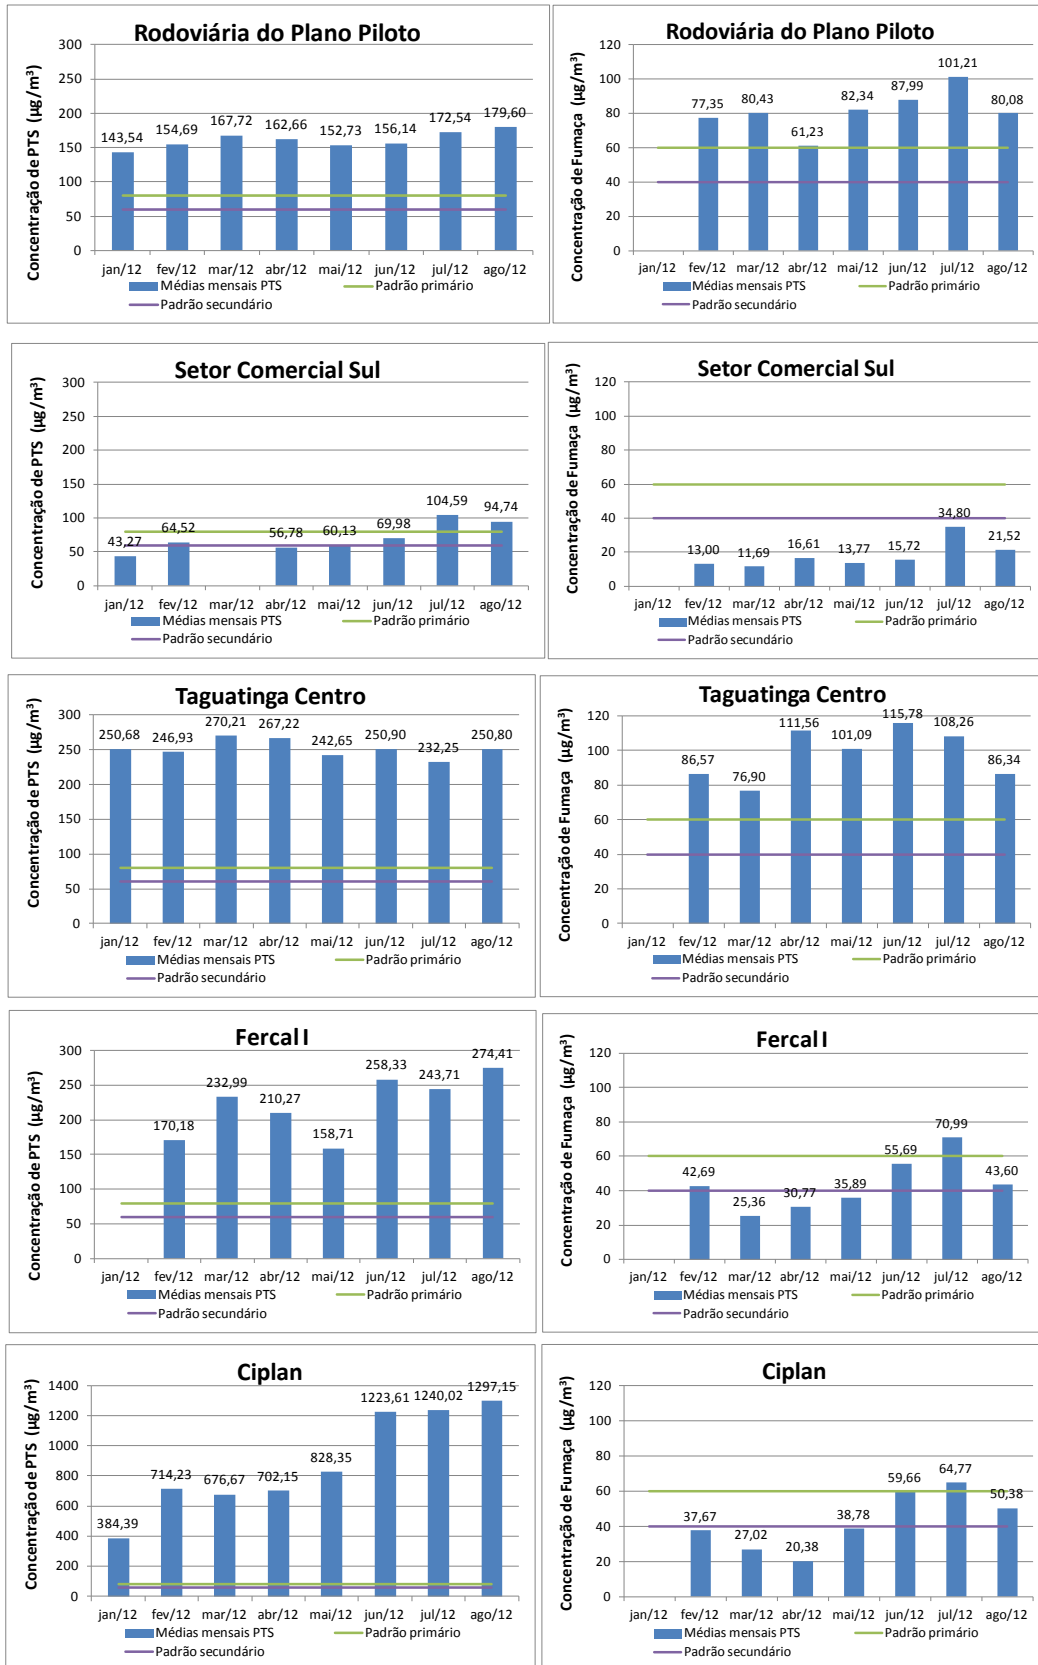 Rodoviária do Plano Piloto
Concentração de PTS (µg/m³)
300
250
200
150
100
50
0
143,54 154,69 167,72 162,66 152,73 156,14 172,54 179,60
jan/12 fev/12 mar/12 abr/12 mai/12 jun/12 jul/12 ago/12
Médias mensais PTS Padrão primário
Padrão secundário
Rodoviária do Plano Piloto
Concentração de Fumaça (µg/m³)
120
100
80
60
40
20
0
77,35 80,43 61,23 82,34 87,99 101,21 80,08
jan/12 fev/12 mar/12 abr/12 mai/12 jun/12 jul/12 ago/12
Médias mensais PTS Padrão primário
Padrão secundário
Setor Comercial Sul
Concentração de PTS (µg/m³)
300
250
200
150
100
50
0
43,27 64,52 56,78 60,13 69,98 104,59 94,74
jan/12 fev/12 mar/12 abr/12 mai/12 jun/12 jul/12 ago/12
Médias mensais PTS Padrão primário
Padrão secundário
Setor Comercial Sul
Concentração de Fumaça (µg/m³)
120
100
80
60
40
20
0
13,00 11,69 16,61 13,77 15,72 34,80 21,52
jan/12 fev/12 mar/12 abr/12 mai/12 jun/12 jul/12 ago/12
Médias mensais PTS Padrão primário
Padrão secundário
Taguatinga Centro
Concentração de PTS (µg/m³)
300
250
200
150
100
50
0
250,68 246,93 270,21 267,22 242,65 250,90 232,25 250,80
jan/12 fev/12 mar/12 abr/12 mai/12 jun/12 jul/12 ago/12
Médias mensais PTS Padrão primário
Padrão secundário
Taguatinga Centro
Concentração de Fumaça (µg/m³)
120
100
80
60
40
20
0
86,57 76,90 111,56 101,09 115,78 108,26 86,34
jan/12 fev/12 mar/12 abr/12 mai/12 jun/12 jul/12 ago/12
Médias mensais PTS Padrão primário
Padrão secundário
Fercal I
Concentração de PTS (µg/m³)
300
250
200
150
100
50
0
170,18 232,99 210,27 158,71 258,33 243,71 274,41
jan/12 fev/12 mar/12 abr/12 mai/12 jun/12 jul/12 ago/12
Médias mensais PTS Padrão primário
Padrão secundário
Fercal I
Concentração de Fumaça (µg/m³)
120
100
80
60
40
20
0
42,69 25,36 30,77 35,89 55,69 70,99 43,60
jan/12 fev/12 mar/12 abr/12 mai/12 jun/12 jul/12 ago/12
Médias mensais PTS Padrão primário
Padrão secundário
Ciplan
Concentração de PTS (µg/m³)
1400
1200
1000
800
600
400
200
0
384,39 714,23 676,67 702,15 828,35 1223,61 1240,02 1297,15
jan/12 fev/12 mar/12 abr/12 mai/12 jun/12 jul/12 ago/12
Médias mensais PTS Padrão primário
Padrão secundário
Ciplan
Concentração de Fumaça (µg/m³)
120
100
80
60
40
20
0
37,67 27,02 20,38 38,78 59,66 64,77 50,38
jan/12 fev/12 mar/12 abr/12 mai/12 jun/12 jul/12 ago/12
Médias mensais PTS Padrão primário
Padrão secundário